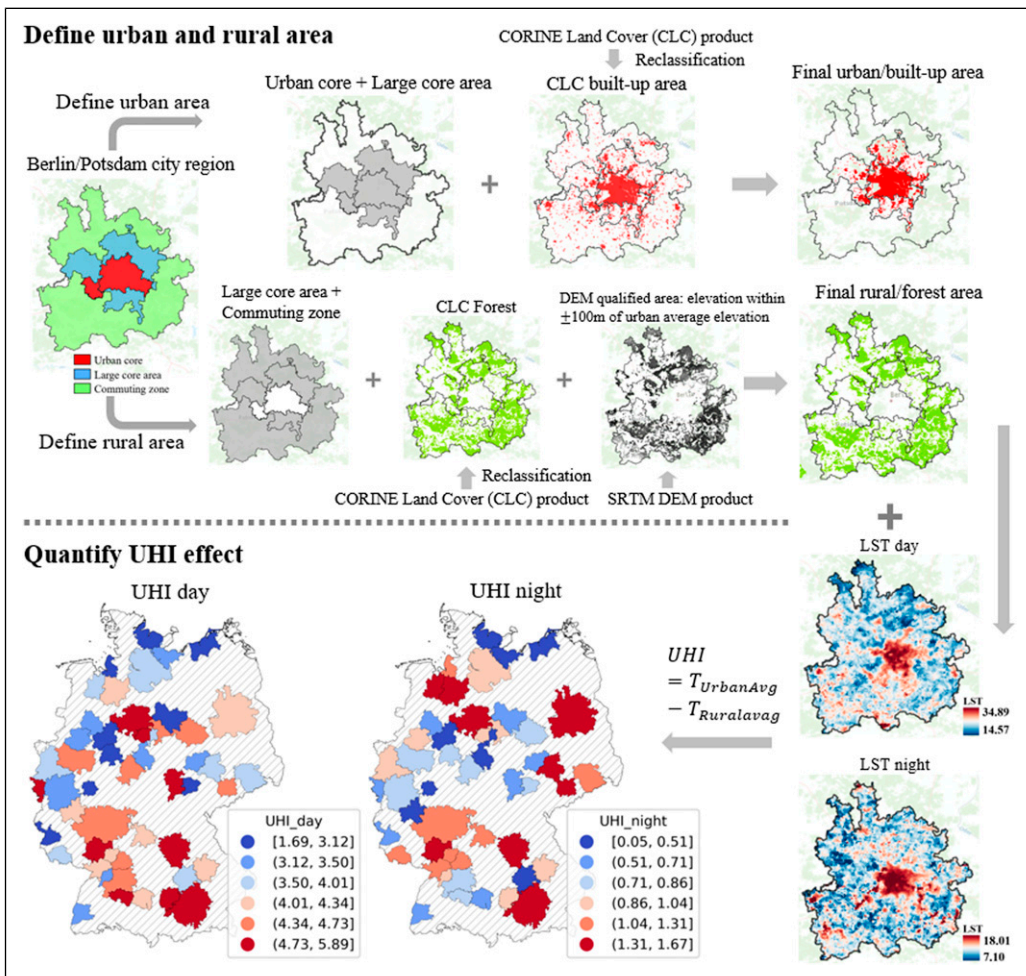 Define urban and rural area
CORINE Land Cover (CLC) product
Reclassification
Define urban area
Urban core + Large core area
CLC built-up area
Final urban/built-up area
Berlin/Potsdam city region
+
Urban core
Large core area
Commuting zone
Define rural area
Large core area +
Commuting zone
CLC Forest
DEM qualified area: elevation within
±100m of urban average elevation
Final rural/forest area
+
+
Reclassification
CORINE Land Cover (CLC) product
SRTM DEM product
+
Quantify UHI effect
LST day
LST
34.89
14.57
UHI day
UHI night
UHI
= TUrbanAvg
− TRuralavag
LST night
LST
18.01
7.10
UHI_day
[1.69, 3.12]
(3.12, 3.50]
(3.50, 4.01]
(4.01, 4.34]
(4.34, 4.73]
(4.73, 5.89]
UHI_night
[0.05, 0.51]
(0.51, 0.71]
(0.71, 0.86]
(0.86, 1.04]
(1.04, 1.31]
(1.31, 1.67]